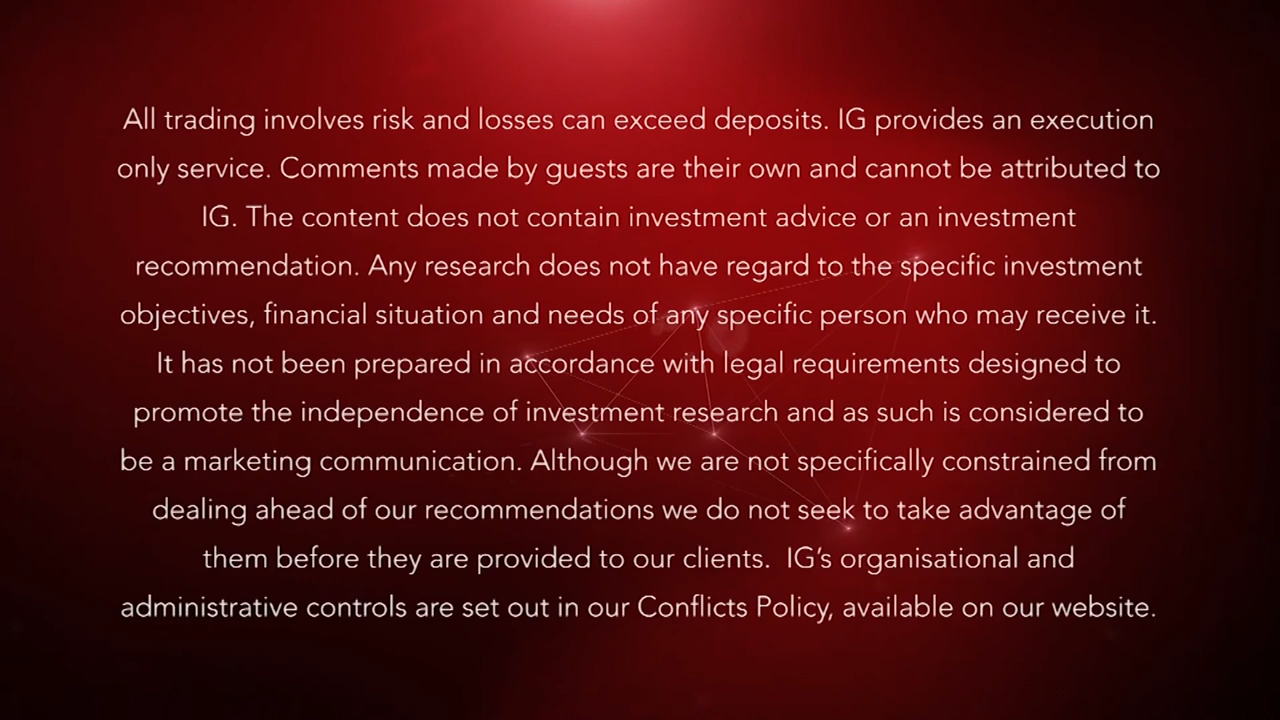 All trading involves risk and losses can exceed deposits. IG provides an execution
only service. Comments made by guests are their own and cannot be attributed to
IG. The content does not contain investment advice or an investment
recommendation. Any research does not have regard to the specific investment
objectives, financial situation and needs of any specific person who may receive it.
It has not been prepared in accordance with legal requirements designed to
promote the independence of investment research and as such is considered to
be a marketing communication. Although we are not specifically constrained from
dealing ahead of our recommendations we do not seek to take advantage of
them before they are provided to our clients.  IG’s organisational and
administrative controls are set out in our Conflicts Policy, available on our website.